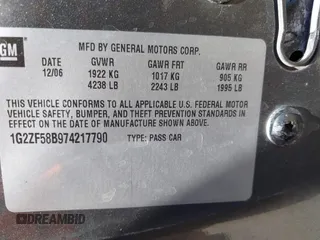 GM
MFD BY GENERAL MOTORS CORP.
DATE GVWR GAWR FRT GAWR RR
12/06 1922 KG 1017 KG 905 KG
4238 LB 2243 LB 1995 LB
THIS VEHICLE CONFORMS TO ALL APPLICABLE U.S. FEDERAL MOTOR
VEHICLE SAFETY, BUMPER, AND THEFT PREVENTION STANDARDS
IN EFFECT ON THE DATE OF MANUFACTURE SHOWN ABOVE.
1G2ZF58B974217790 TYPE: PASS CAR
DREAMBID